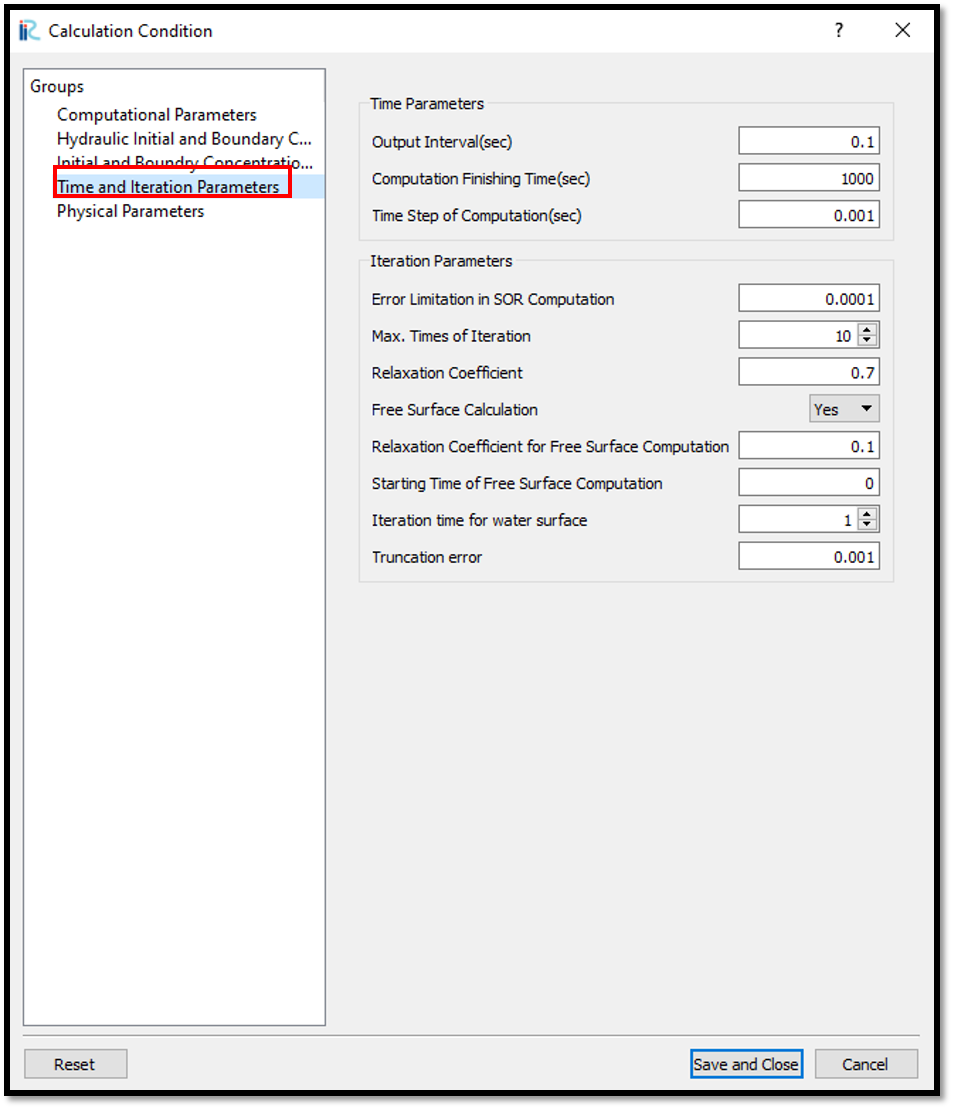 iRIC Calculation Condition ? ×
Groups
Computational Parameters
Hydraulic Initial and Boundary C...
Initial and Boundry Concentratio...
Time and Iteration Parameters
Physical Parameters
Time Parameters
Output Interval(sec) 0.1
Computation Finishing Time(sec) 1000
Time Step of Computation(sec) 0.001
Iteration Parameters
Error Limitation in SOR Computation 0.0001
Max. Times of Iteration 10
Relaxation Coefficient 0.7
Free Surface Calculation Yes
Relaxation Coefficient for Free Surface Computation 0.1
Starting Time of Free Surface Computation 0
Iteration time for water surface 1
Truncation error 0.001
Reset Save and Close Cancel